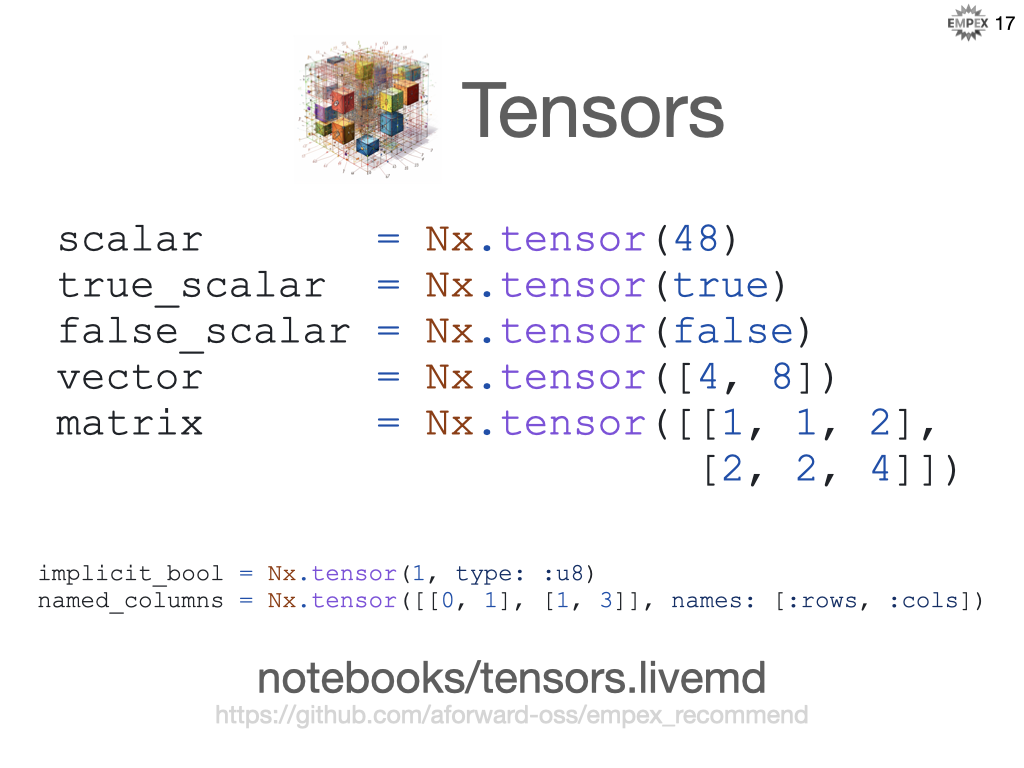 EMPEX 17
Tensors
scalar       = Nx.tensor(48)
true_scalar  = Nx.tensor(true)
false_scalar = Nx.tensor(false)
vector       = Nx.tensor([4, 8])
matrix       = Nx.tensor([[1, 1, 2],
                          [2, 2, 4]])
implicit_bool = Nx.tensor(1, type: :u8)
named_columns = Nx.tensor([[0, 1], [1, 3]], names: [:rows, :cols])
notebooks/tensors.livemd
https://github.com/aforward-oss/empex_recommend